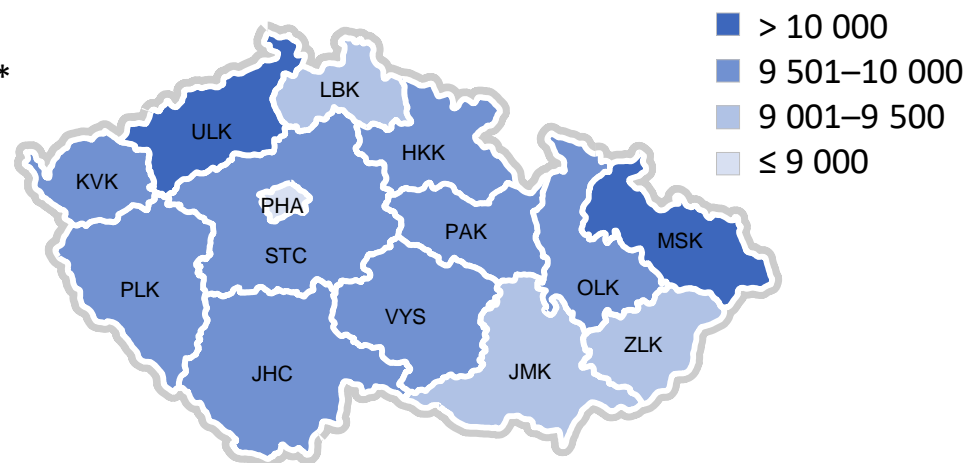 *
> 10 000
9 501–10 000
9 001–9 500
≤ 9 000
LBK
ULK
HKK
KVK
PHA
PAK
MSK
STC
PLK
OLK
VYS
ZLK
JHC
JMK